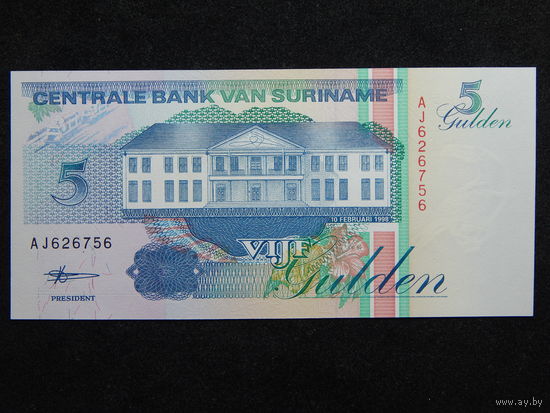 CENTRALE BANK VAN SURINAME
5
Gulden
AJ626756
5
10 FEBRUARI 1998
AJ626756
VIJF
Gulden
PRESIDENT
www.ay.by